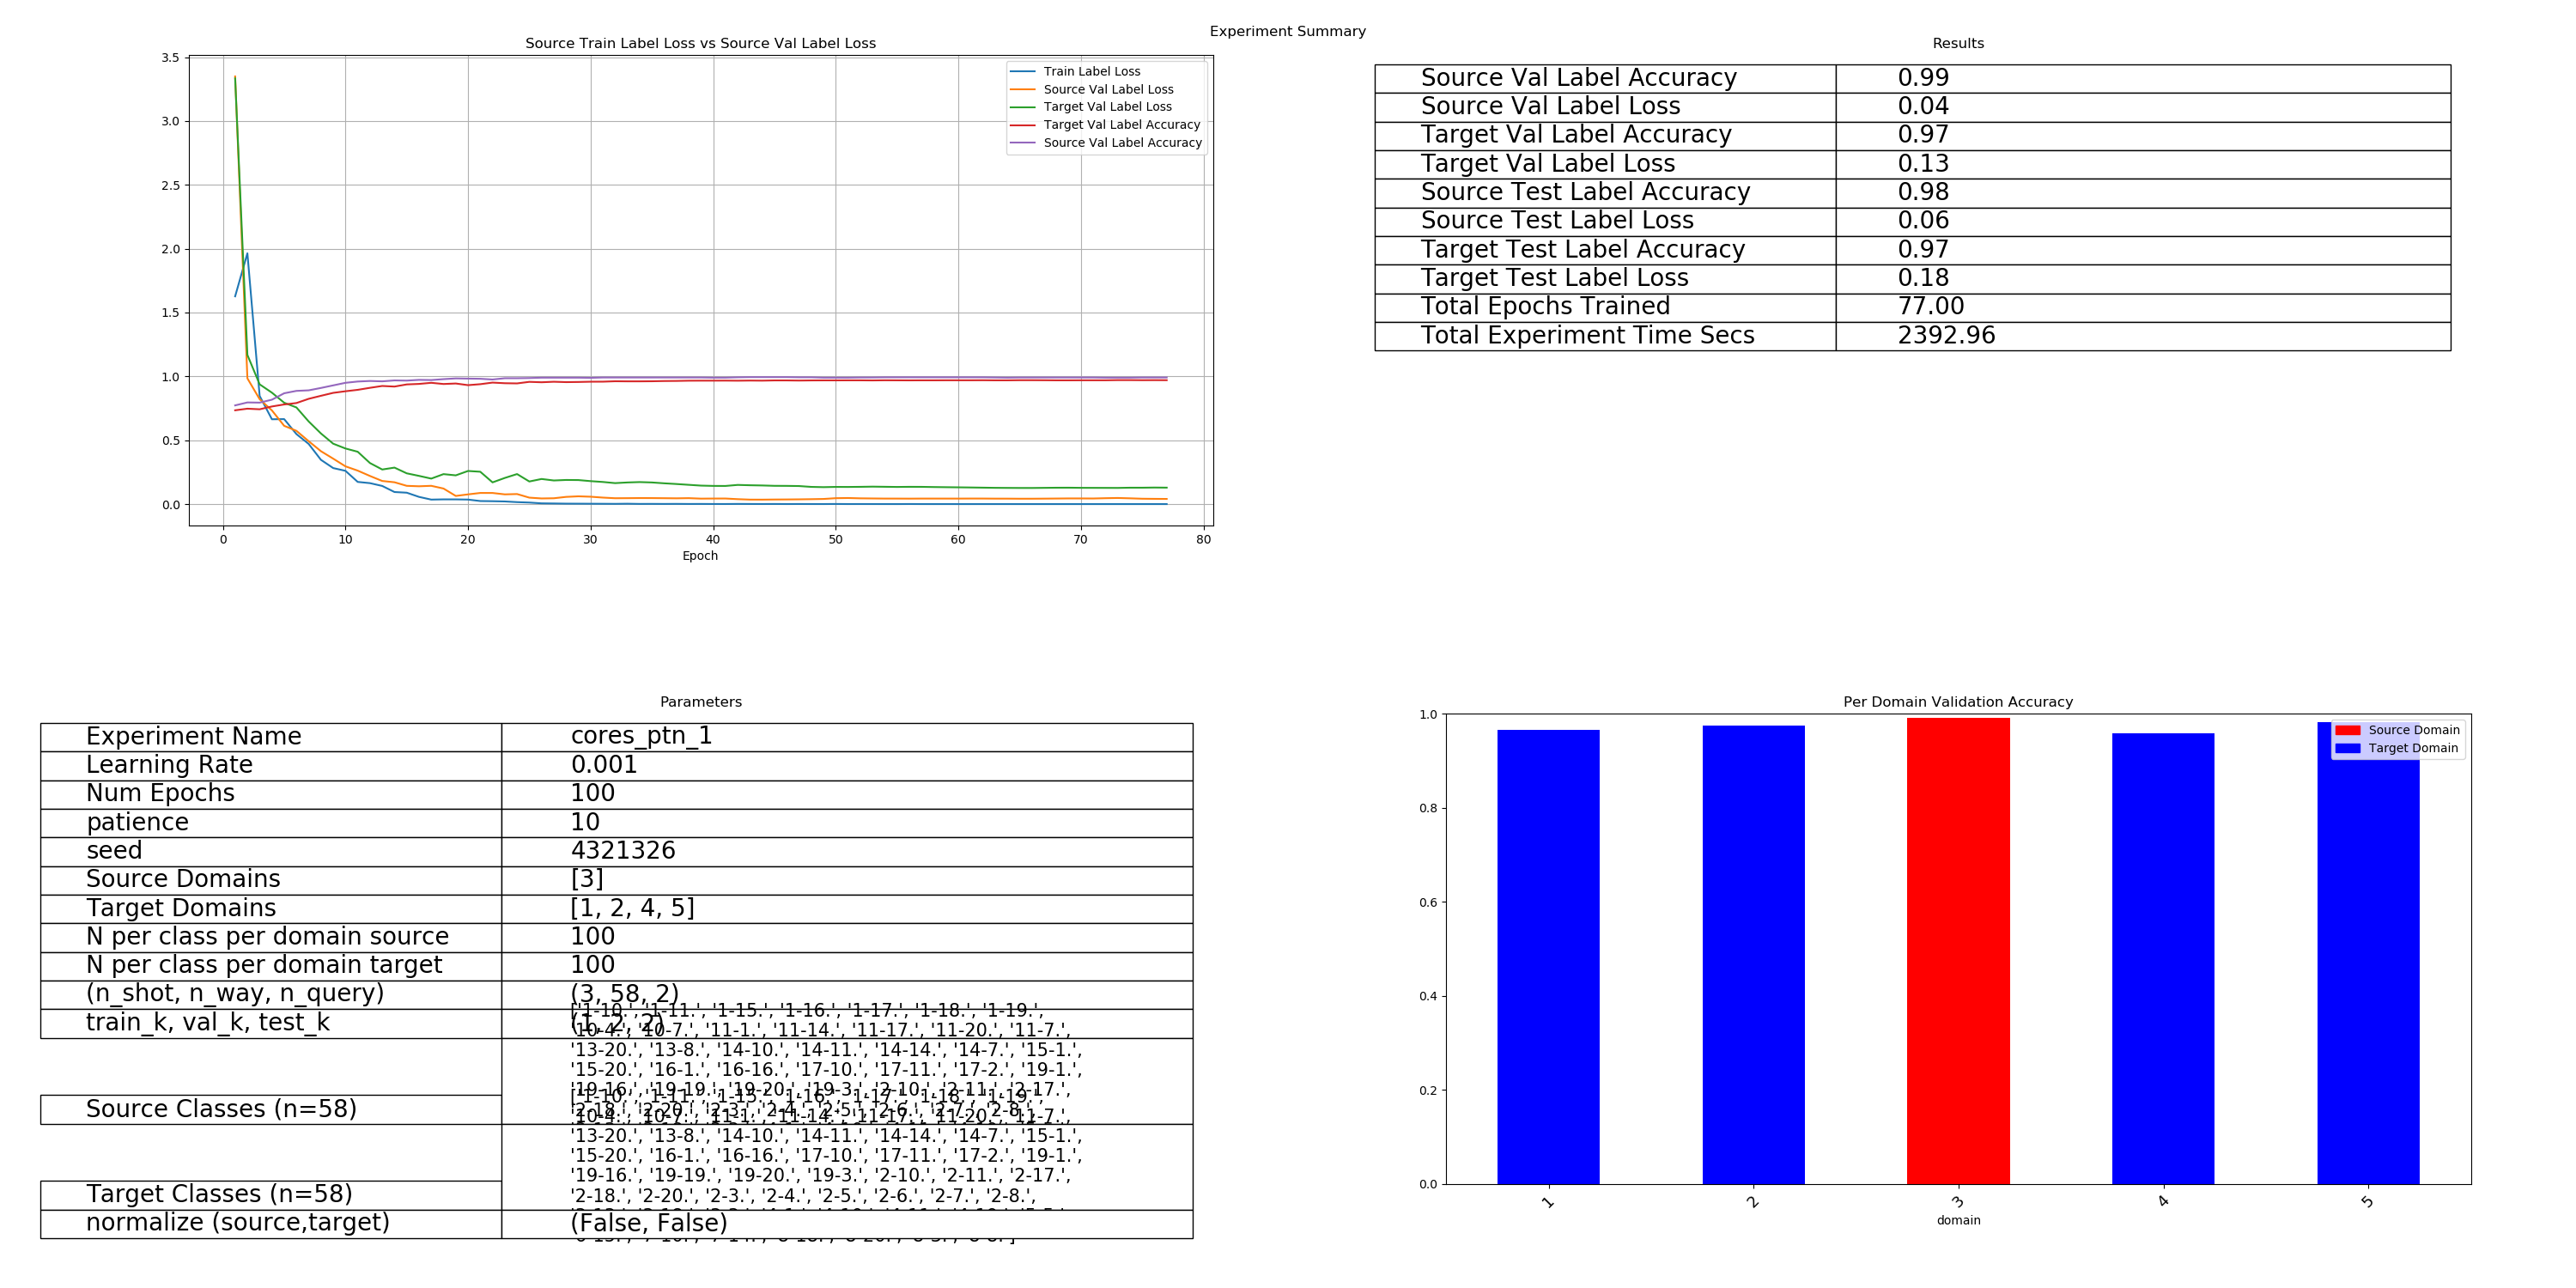 Experiment Summary
Source Train Label Loss vs Source Val Label Loss
3.5
3.0
2.5
2.0
1.5
1.0
0.5
0.0
0 10 20 30 40 50 60 70 80
Epoch
Train Label Loss
Source Val Label Loss
Target Val Label Loss
Target Val Label Accuracy
Source Val Label Accuracy
Results
Source Val Label Accuracy 0.99
Source Val Label Loss 0.04
Target Val Label Accuracy 0.97
Target Val Label Loss 0.13
Source Test Label Accuracy 0.98
Source Test Label Loss 0.06
Target Test Label Accuracy 0.97
Target Test Label Loss 0.18
Total Epochs Trained 77.00
Total Experiment Time Secs 2392.96
Parameters
Experiment Name cores_ptn_1
Learning Rate 0.001
Num Epochs 100
patience 10
seed 4321326
Source Domains [3]
Target Domains [1, 2, 4, 5]
N per class per domain source 100
N per class per domain target 100
(n_shot, n_way, n_query) (3, 58, 2)
['1-10.', '1-11.', '1-15.', '1-16.', '1-17.', '1-18.', '1-19.',
train_k, val_k, test_k (1, 2, 2)
'10-4.', '10-7.', '11-1.', '11-14.', '11-17.', '11-20.', '11-7.',
'13-20.', '13-8.', '14-10.', '14-11.', '14-14.', '14-7.', '15-1.',
'15-20.', '16-1.', '16-16.', '17-10.', '17-11.', '17-2.', '19-1.',
'19-16.', '19-19.', '19-20.', '19-3.', '2-10.', '2-11.', '2-17.',
Source Classes (n=58)
['1-10.', '1-11.', '1-15.', '1-16.', '1-17.', '1-18.', '1-19.',
'2-18.', '2-20.', '2-3.', '2-4.', '2-5.', '2-6.', '2-7.', '2-8.',
'10-4.', '10-7.', '11-1.', '11-14.', '11-17.', '11-20.', '11-7.',
'13-20.', '13-8.', '14-10.', '14-11.', '14-14.', '14-7.', '15-1.',
'15-20.', '16-1.', '16-16.', '17-10.', '17-11.', '17-2.', '19-1.',
'19-16.', '19-19.', '19-20.', '19-3.', '2-10.', '2-11.', '2-17.',
Target Classes (n=58)
'2-18.', '2-20.', '2-3.', '2-4.', '2-5.', '2-6.', '2-7.', '2-8.',
normalize (source,target) (False, False)
Per Domain Validation Accuracy
1.0
0.8
0.6
0.4
0.2
0.0
Source Domain
Target Domain
1 2 3 4 5
domain